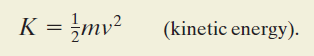 K = ½mv² (kinetic energy).